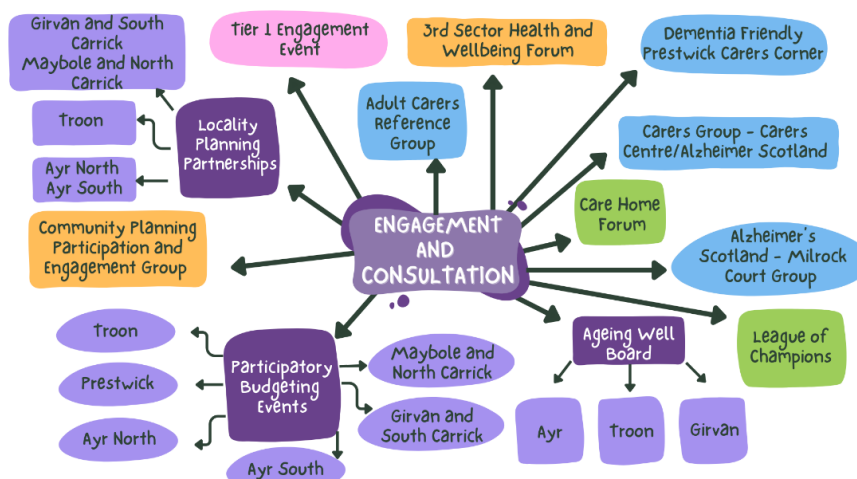 Girvan and South
Carrick
Maybole and North
Carrick
Tier 1 Engagement
Event
3rd Sector Health and
Wellbeing Forum
Dementia Friendly
Prestwick Carers Corner
Troon
Locality
Planning
Partnerships
Adult Carers
Reference
Group
Carers Group - Carers
Centre/Alzheimer Scotland
Ayr North
Ayr South
Care Home
Forum
Community Planning
Participation and
Engagement Group
ENGAGEMENT
AND
CONSULTATION
Alzheimer's
Scotland - Milrock
Court Group
Troon
Prestwick
Ayr North
Participatory
Budgeting
Events
Maybole and
North Carrick
Girvan and
South Carrick
Ayr South
Ageing Well
Board
Ayr
Troon
Girvan
League of
Champions